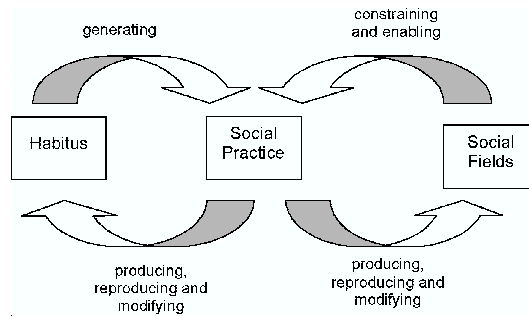 generating
constraining
and enabling
Habitus
Social
Practice
Social
Fields
producing,
reproducing and
modifying
producing,
reproducing and
modifying